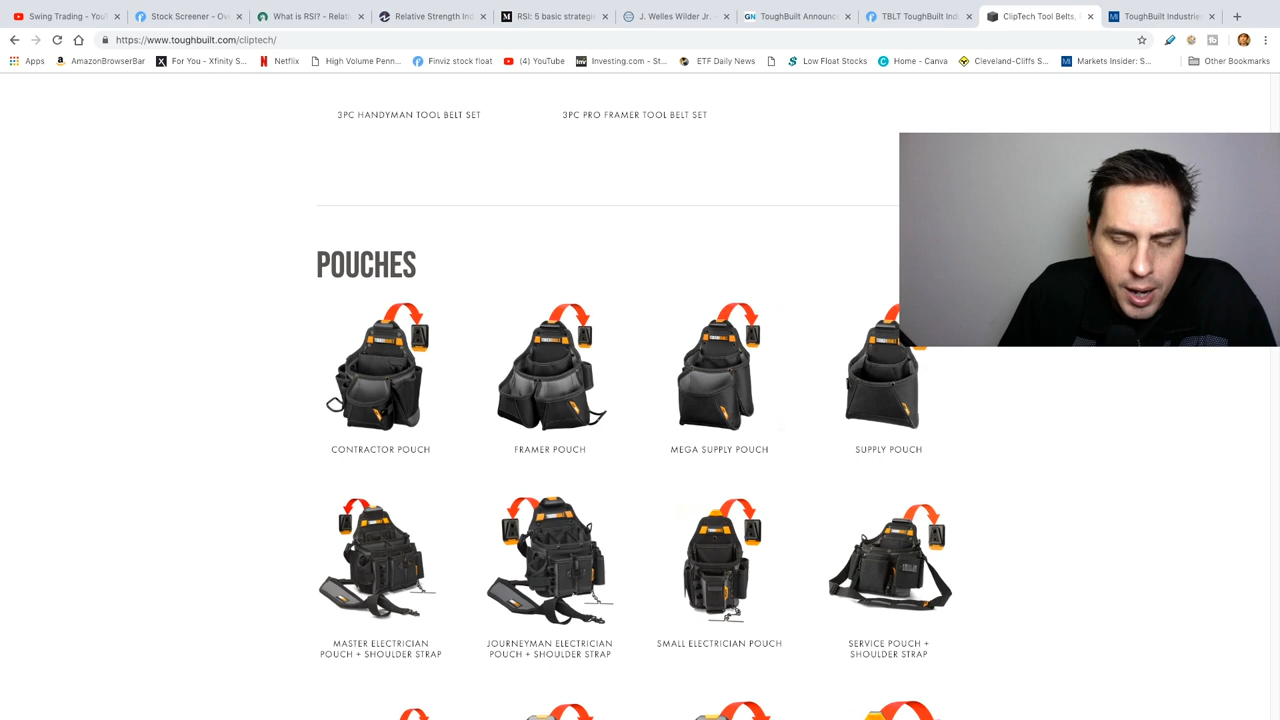 Swing Trading - YouT
Stock Screener - Ove
What is RSI? - Relati
Relative Strength Ind
RSI: 5 basic strategie
J. Welles Wilder Jr. -
ToughBuilt Announc
TBLT ToughBuilt Indu
ClipTech Tool Belts,
ToughBuilt Industries
https://www.toughbuilt.com/cliptech/
Apps
AmazonBrowserBar
For You - Xfinity S...
Netflix
High Volume Penn...
Finviz stock float
(4) YouTube
Investing.com - St...
ETF Daily News
Low Float Stocks
Home - Canva
Cleveland-Cliffs S...
Markets Insider: S...
Other Bookmarks
3PC HANDYMAN TOOL BELT SET
3PC PRO FRAMER TOOL BELT SET
POUCHES
CONTRACTOR POUCH
FRAMER POUCH
MEGA SUPPLY POUCH
SUPPLY POUCH
MASTER ELECTRICIAN
POUCH + SHOULDER STRAP
JOURNEYMAN ELECTRICIAN
POUCH + SHOULDER STRAP
SMALL ELECTRICIAN POUCH
SERVICE POUCH +
SHOULDER STRAP